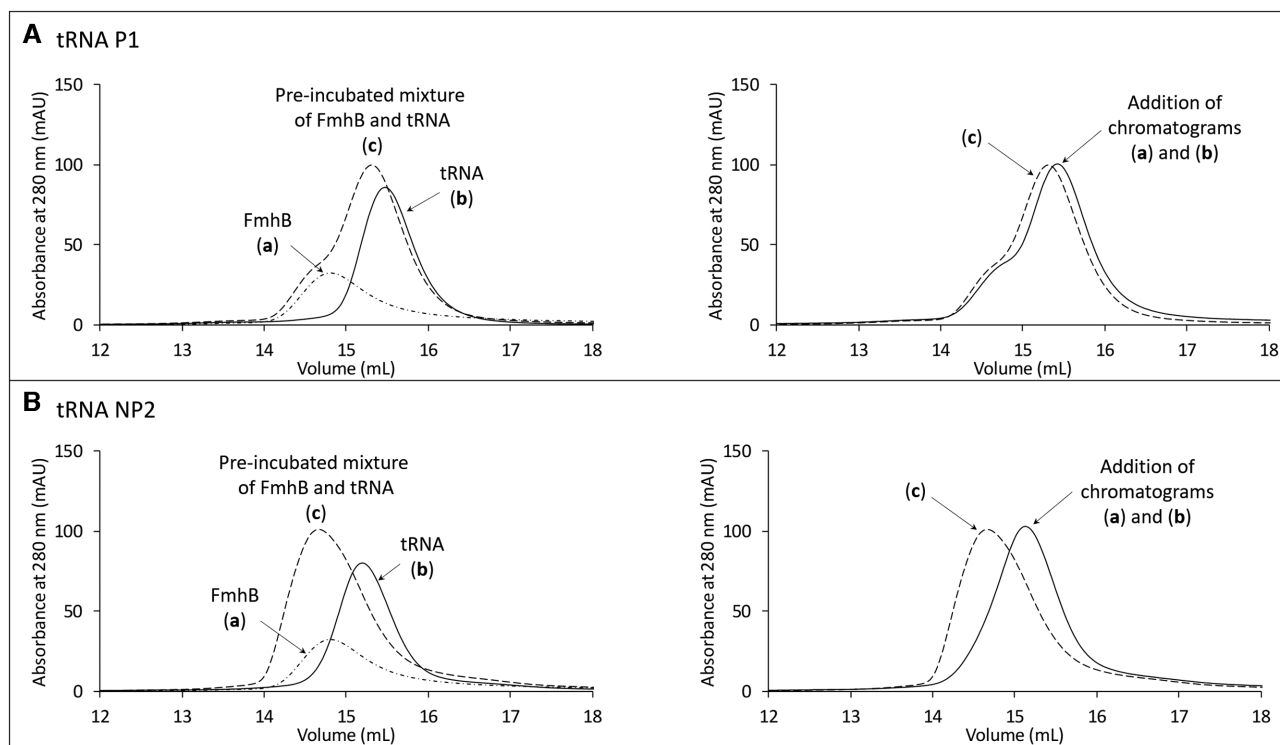 A tRNA P1
150
100
50
0
Absorbance at 280 nm (mAU)
Pre-incubated mixture
of FmhB and tRNA
(c)
tRNA
(b)
FmhB
(a)
12 13 14 15 16 17 18
Volume (mL)
150
100
50
0
Absorbance at 280 nm (mAU)
(c)
Addition of
chromatograms
(a) and (b)
12 13 14 15 16 17 18
Volume (mL)
B tRNA NP2
150
100
50
0
Absorbance at 280 nm (mAU)
Pre-incubated mixture
of FmhB and tRNA
(c)
tRNA
(b)
FmhB
(a)
12 13 14 15 16 17 18
Volume (mL)
150
100
50
0
Absorbance at 280 nm (mAU)
(c)
Addition of
chromatograms
(a) and (b)
12 13 14 15 16 17 18
Volume (mL)